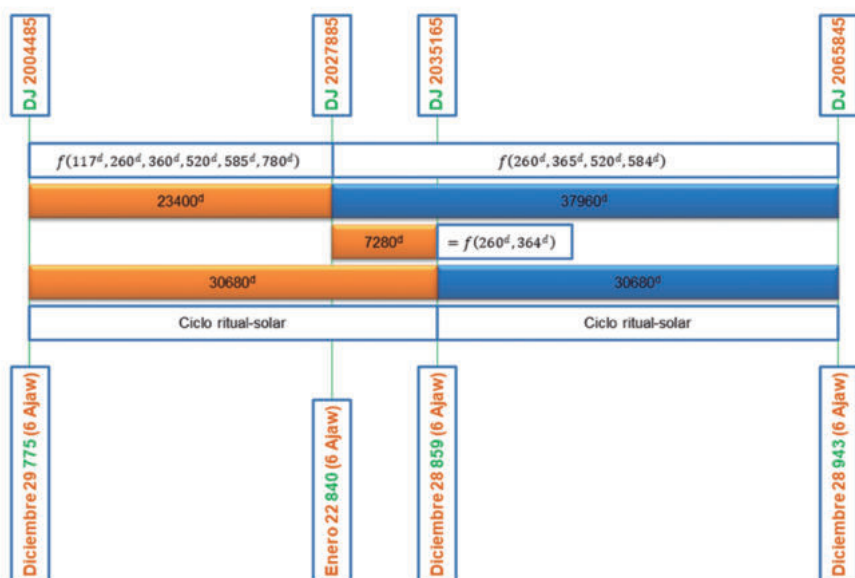 DJ 2004485
DJ 2027885
DJ 2035165
DJ 2065845
f(117ᵈ, 260ᵈ, 360ᵈ, 520ᵈ, 585ᵈ, 780ᵈ)
f(260ᵈ, 365ᵈ, 520ᵈ, 584ᵈ)
23400ᵈ
37960ᵈ
7280ᵈ
= f(260ᵈ, 364ᵈ)
30680ᵈ
30680ᵈ
Ciclo ritual-solar
Ciclo ritual-solar
Diciembre 29 775 (6 Ajaw)
Enero 22 840 (6 Ajaw)
Diciembre 28 859 (6 Ajaw)
Diciembre 28 943 (6 Ajaw)